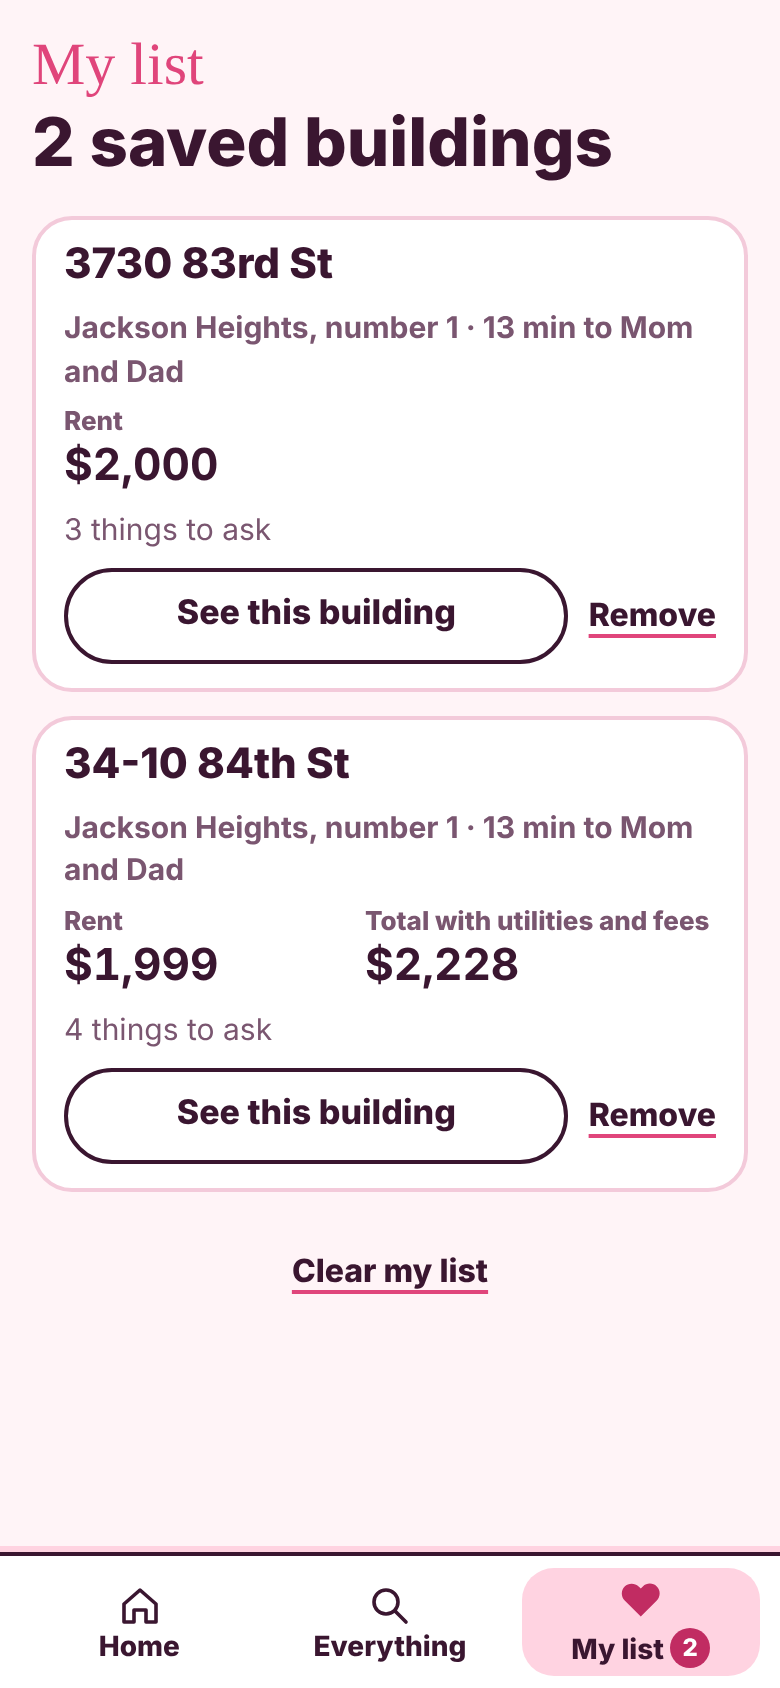 My list
2 saved buildings
3730 83rd St
Jackson Heights, number 1 · 13 min to Mom
and Dad
Rent
$2,000
3 things to ask
See this building
Remove
34-10 84th St
Jackson Heights, number 1 · 13 min to Mom
and Dad
Rent
Total with utilities and fees
$1,999
$2,228
4 things to ask
See this building
Remove
Clear my list
Home
Everything
My list 2